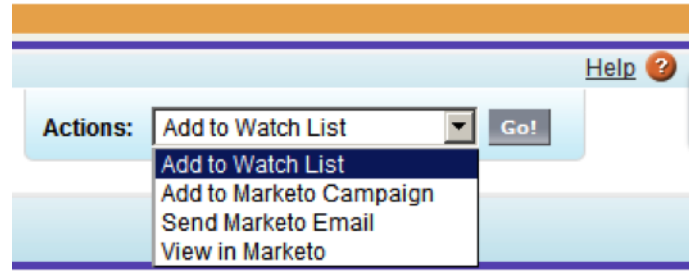 Help ?
Actions: Add to Watch List Go!
Add to Watch List
Add to Marketo Campaign
Send Marketo Email
View in Marketo